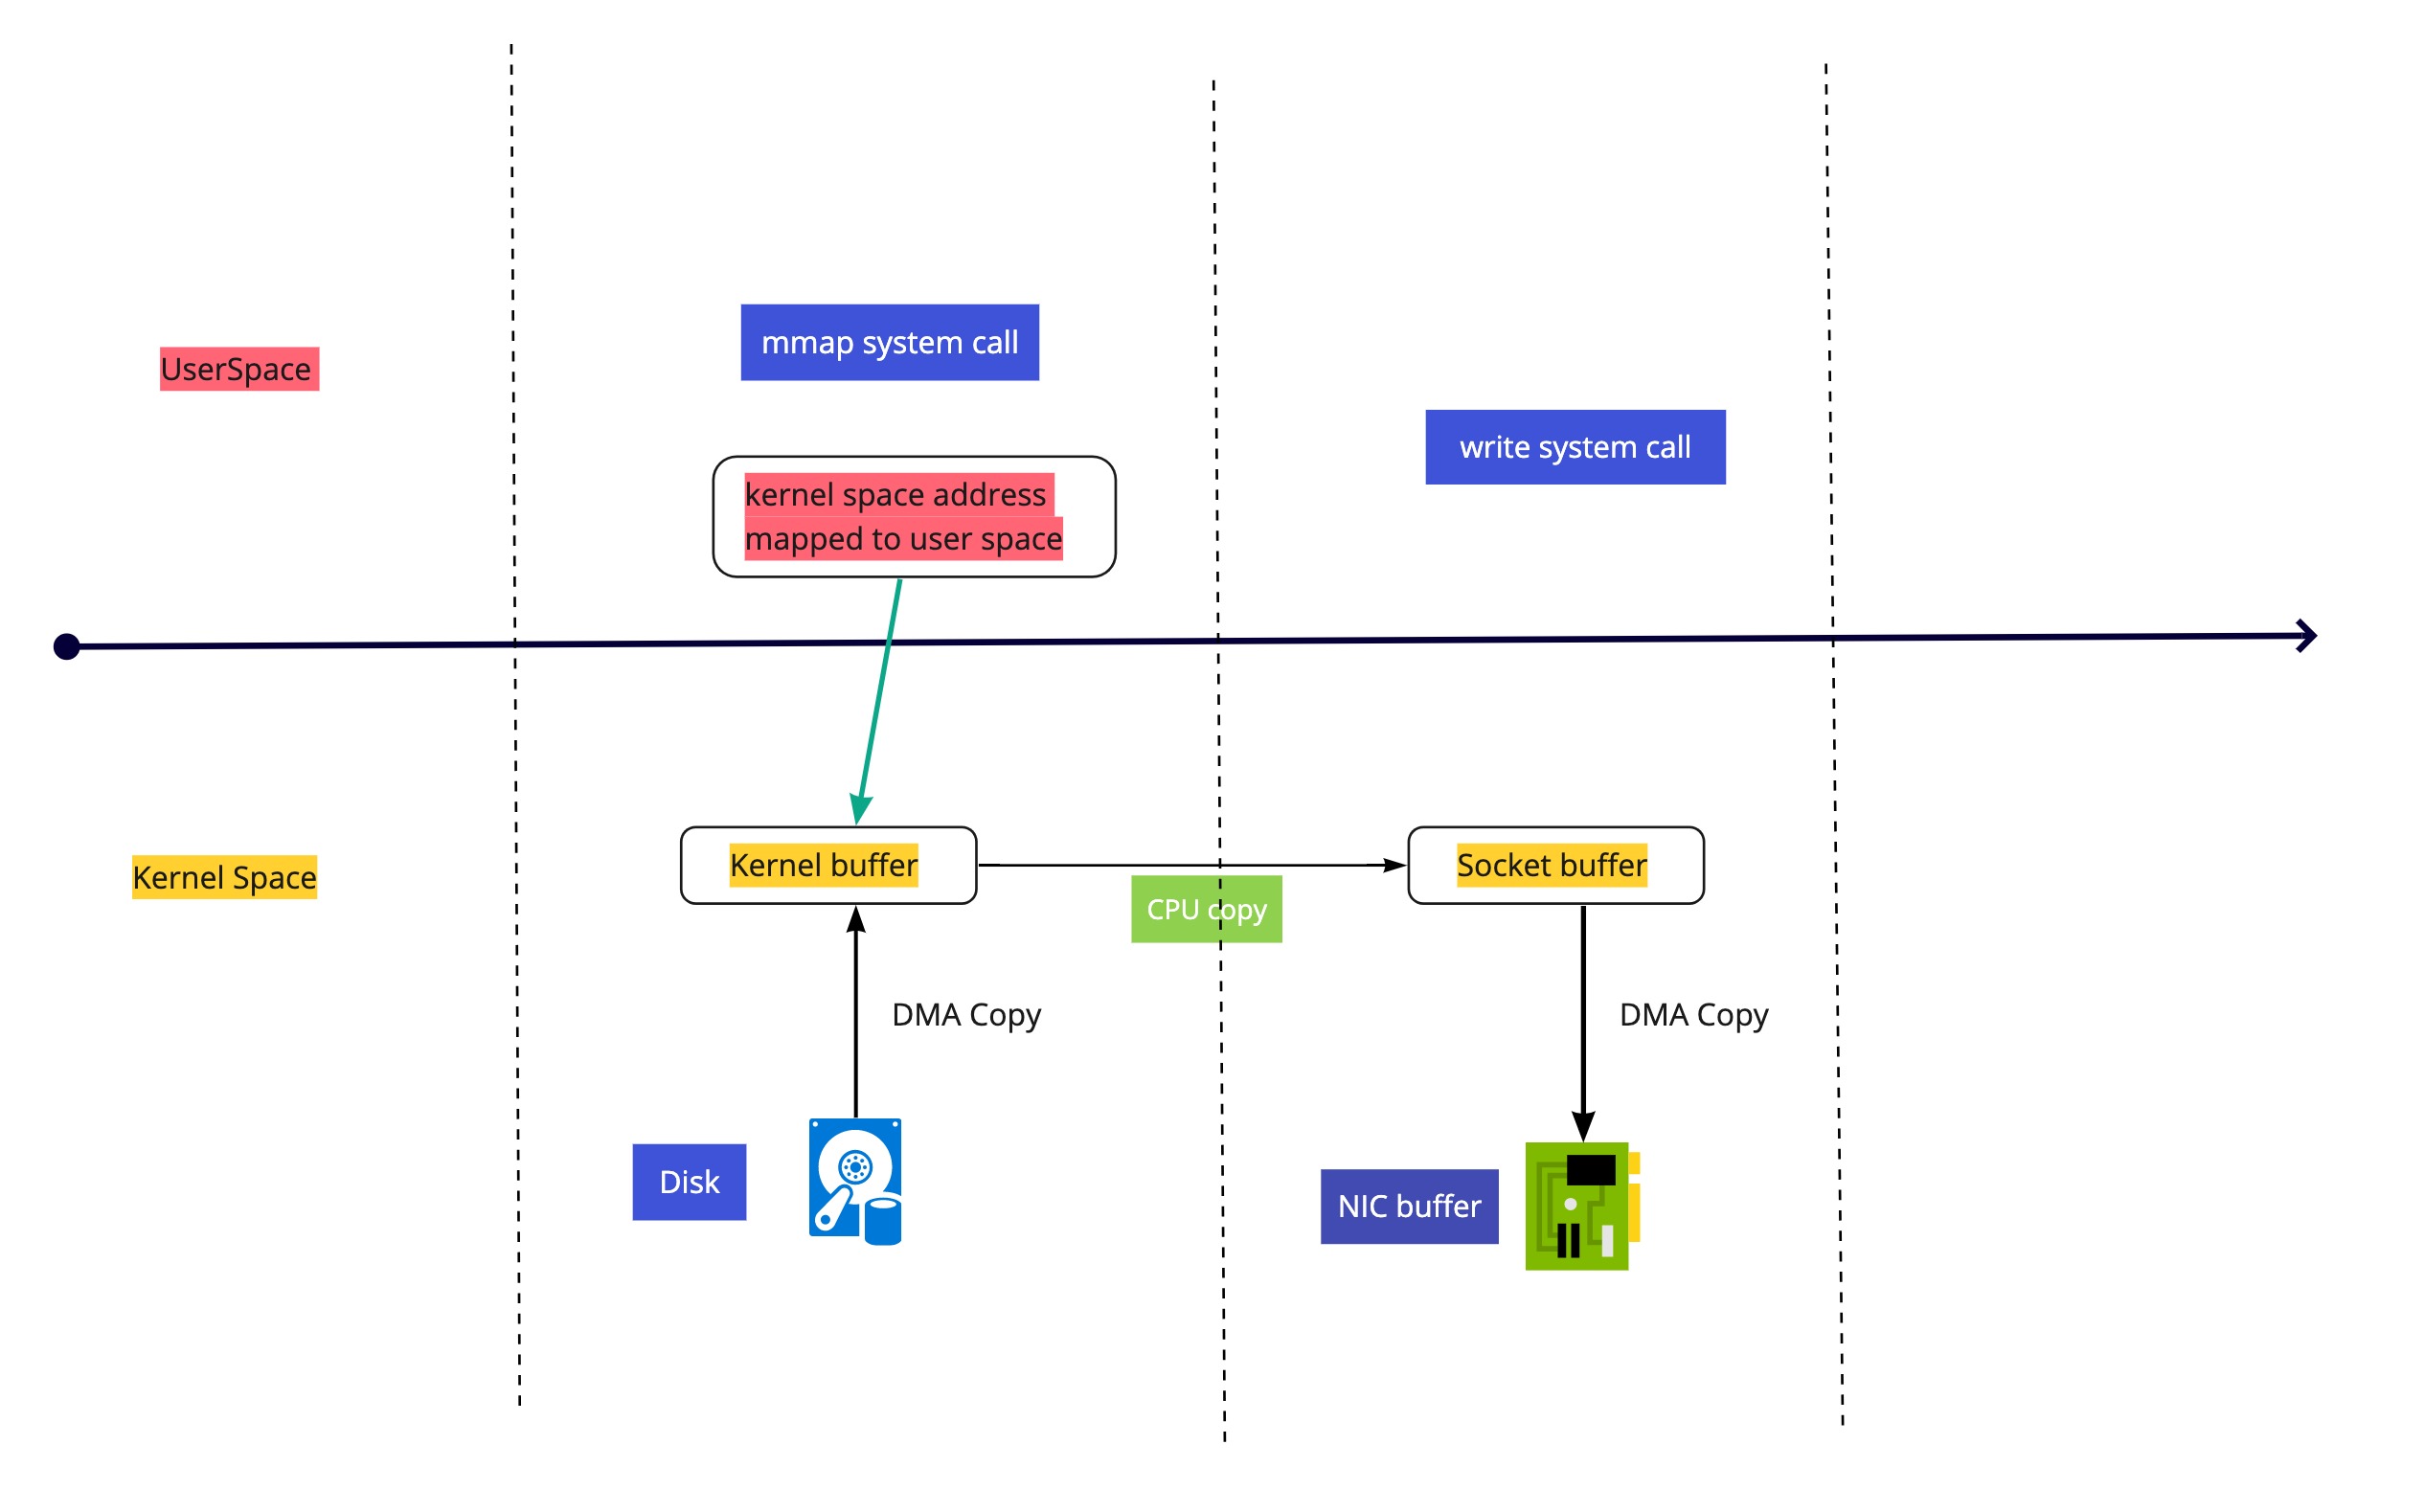 mmap system call
UserSpace
write system call
kernel space address
mapped to user space
Kernel Space
Kernel buffer
Socket buffer
CPU copy
DMA Copy
DMA Copy
Disk
NIC buffer